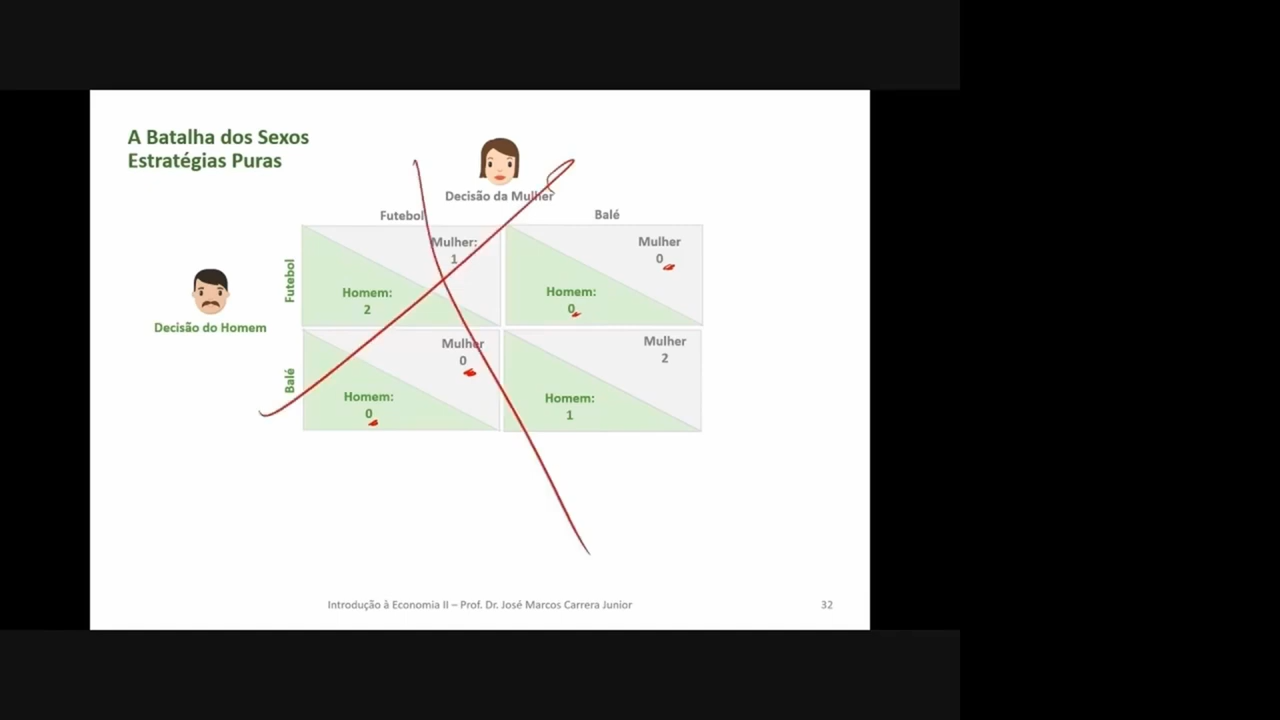 A Batalha dos Sexos
Estratégias Puras
Decisão da Mulher
Futebol
Balé
Futebol
Mulher:
1
Homem:
2
Mulher
0
Homem:
0
Decisão do Homem
Balé
Mulher
0
Homem:
0
Mulher
2
Homem:
1
Introdução à Economia II – Prof. Dr. José Marcos Carrera Junior
32